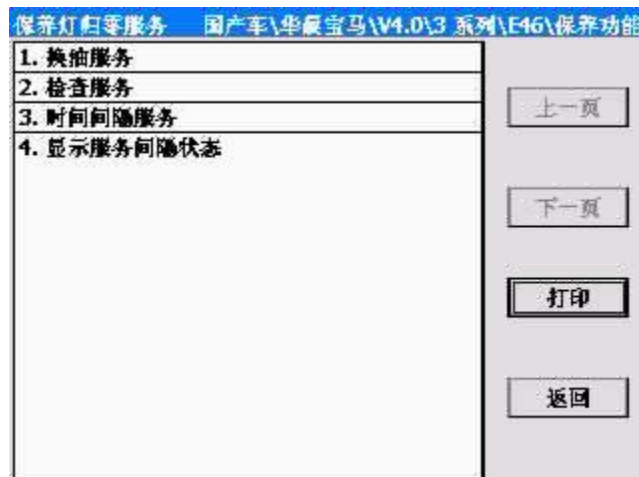 保养灯归零服务 国产车\华晨宝马\V4.0\3 系列\E46\保养功能
1. 换油服务
2. 检查服务
3. 时间间隔服务
4. 显示服务间隔状态
上一页
下一页
打印
返回